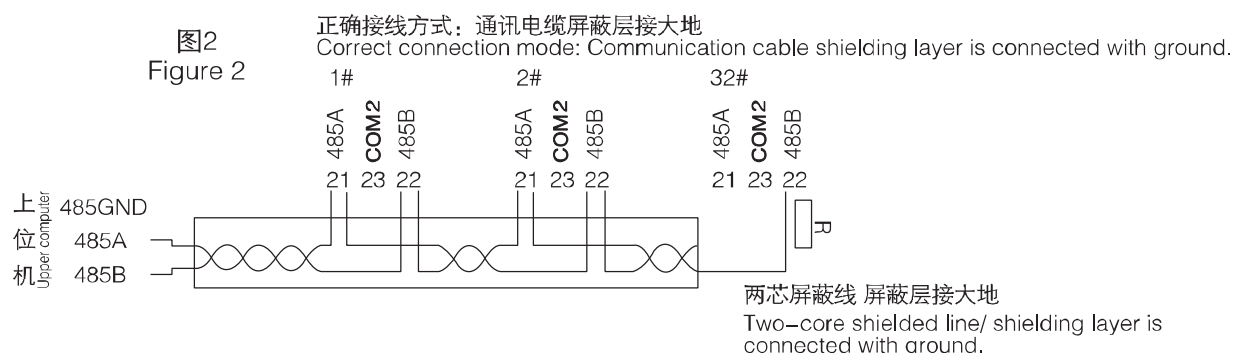 图2
Figure 2
正确接线方式：通讯电缆屏蔽层接大地
Correct connection mode: Communication cable shielding layer is connected with ground.
1# 2# 32#
485A COM2 485B 485A COM2 485B 485A COM2 485B
21 23 22 21 23 22 21 23 22
上位机
Upper computer
485GND
485A
485B
R
两芯屏蔽线 屏蔽层接大地
Two-core shielded line/ shielding layer is
connected with ground.